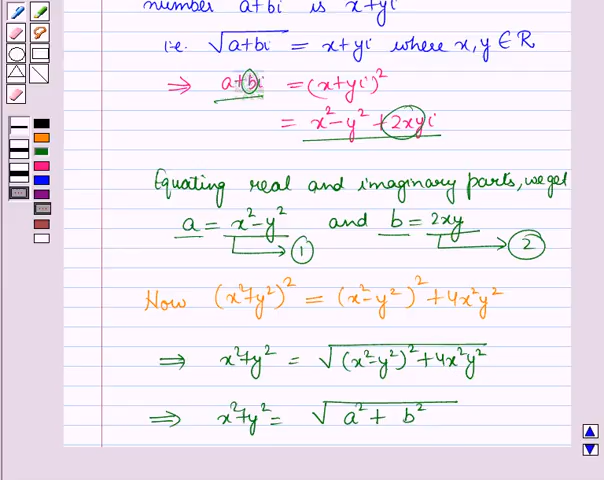 number a+bi is x+yi
i.e. √(a+bi) = x+yi where x, y ∈ R
⇒ a+bi = (x+yi)²
= x²-y²+2xyi
Equating real and imaginary parts, we get
a = x²-y² and b = 2xy
① ②
Now (x²+y²)² = (x²-y²)²+4x²y²
⇒ x²+y² = √((x²-y²)²+4x²y²)
⇒ x²+y² = √(a²+b²)